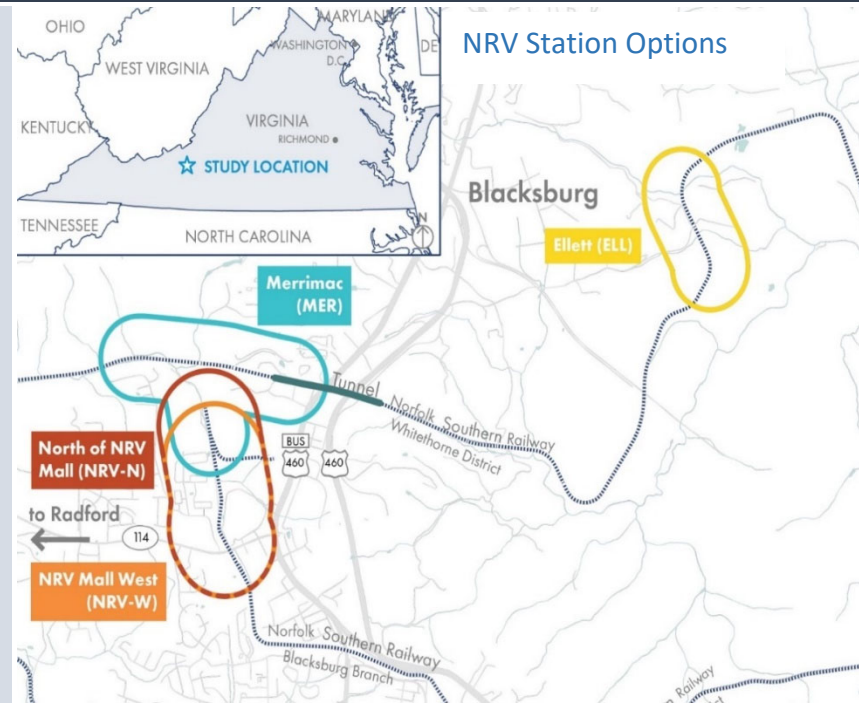 NRV Station Options
OHIO
MARYLAND
WASHINGTON
D.C.
DE
WEST VIRGINIA
KENTUCKY
VIRGINIA
RICHMOND
STUDY LOCATION
TENNESSEE
NORTH CAROLINA
N
Blacksburg
Ellett (ELL)
Merrimac
(MER)
Tunnel
Norfolk Southern Railway
Whitethorne District
BUS
460
460
North of NRV
Mall (NRV-N)
to Radford
114
NRV Mall West
(NRV-W)
Norfolk Southern Railway
Blacksburg Branch
Railway